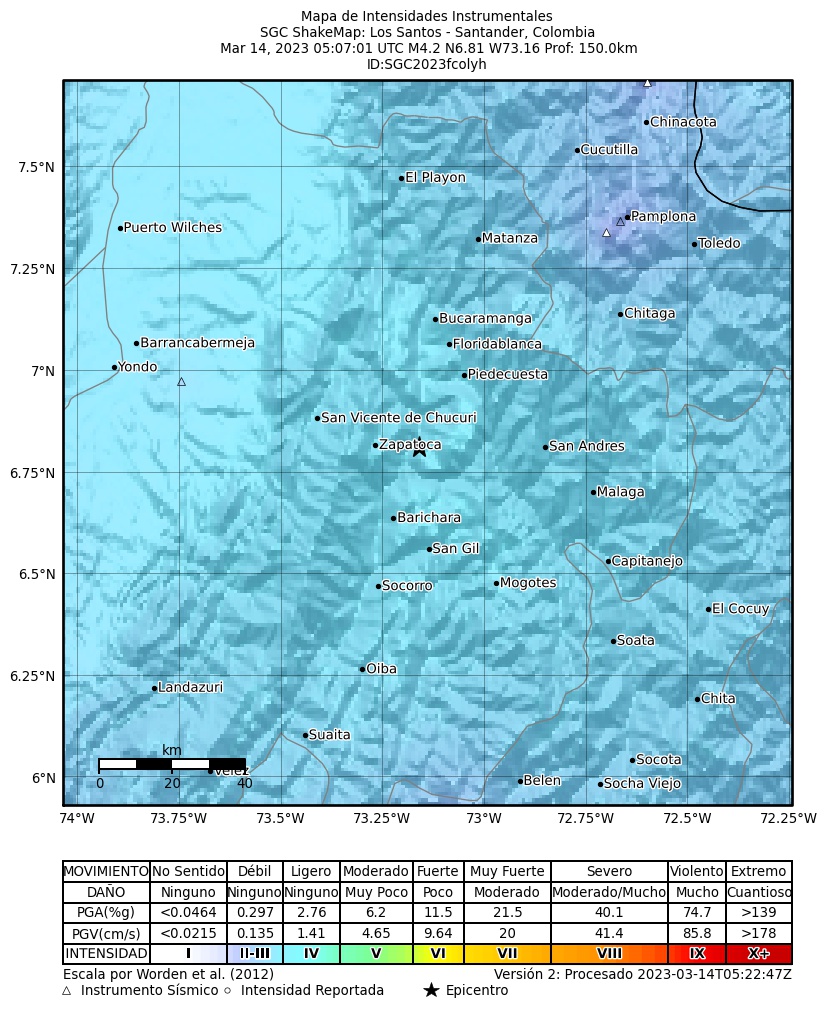 Mapa de Intensidades Instrumentales
SGC ShakeMap: Los Santos - Santander, Colombia
Mar 14, 2023 05:07:01 UTC M4.2 N6.81 W73.16 Prof: 150.0km
ID:SGC2023fcolyh
Chinacota
Cucutilla
7.5°N
El Playon
Pamplona
Puerto Wilches
Matanza
Toledo
7.25°N
Chitaga
Bucaramanga
Barrancabermeja
Floridablanca
7°N
Yondo
Piedecuesta
San Vicente de Chucuri
Zapatoca
San Andres
6.75°N
Malaga
Barichara
San Gil
Capitanejo
6.5°N
Socorro
Mogotes
El Cocuy
Soata
Oiba
6.25°N
Landazuri
Chita
Suaita
km
Socota
Velez
6°N
0 20 40
Belen
Socha Viejo
74°W 73.75°W 73.5°W 73.25°W 73°W 72.75°W 72.5°W 72.25°W
MOVIMIENTO No Sentido Débil Ligero Moderado Fuerte Muy Fuerte Severo Violento Extremo
DAÑO Ninguno Ninguno Ninguno Muy Poco Poco Moderado Moderado/Mucho Mucho Cuantioso
PGA(%g) <0.0464 0.297 2.76 6.2 11.5 21.5 40.1 74.7 >139
PGV(cm/s) <0.0215 0.135 1.41 4.65 9.64 20 41.4 85.8 >178
INTENSIDAD I II-III IV V VI VII VIII IX X+
Escala por Worden et al. (2012) Versión 2: Procesado 2023-03-14T05:22:47Z
Instrumento Sísmico Intensidad Reportada Epicentro